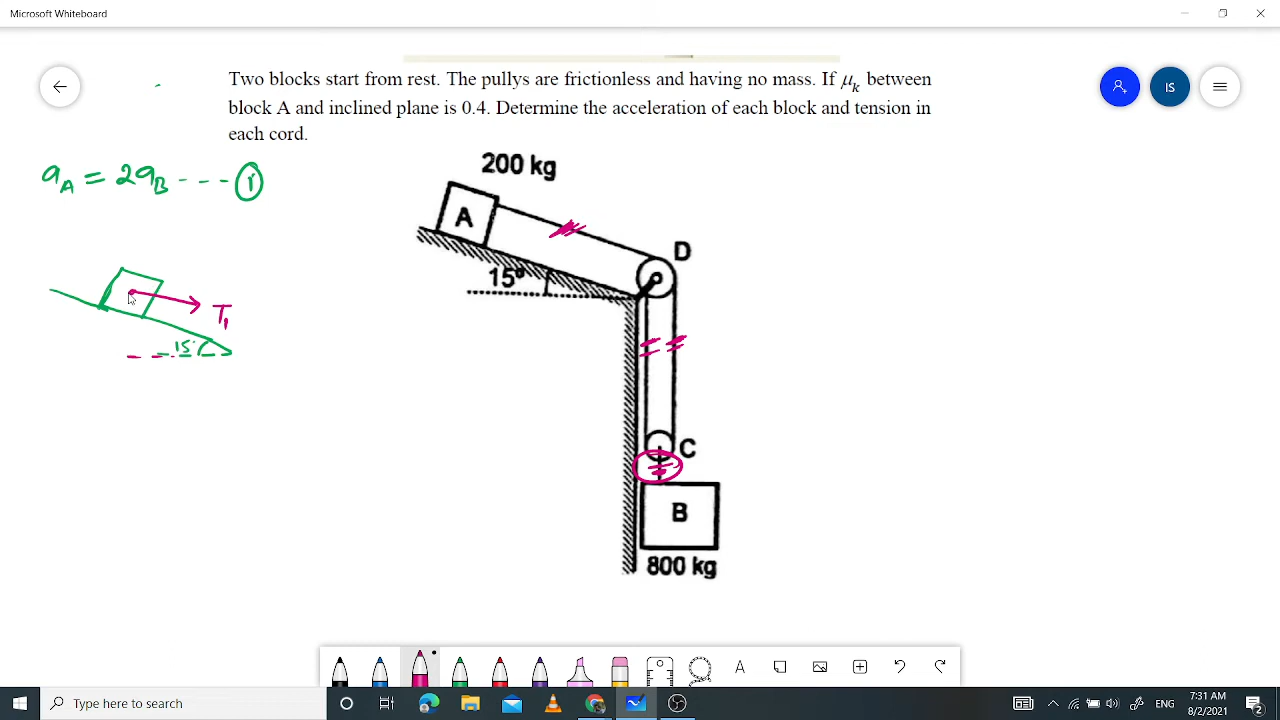 Microsoft Whiteboard
Two blocks start from rest. The pullys are frictionless and having no mass. If μk between
block A and inclined plane is 0.4. Determine the acceleration of each block and tension in
each cord.
IS
aA = 2aB ---- ①
200 kg
A
D
15°
T1
15°
C
B
800 kg
A
Type here to search
ENG
7:31 AM
8/2/2021
2